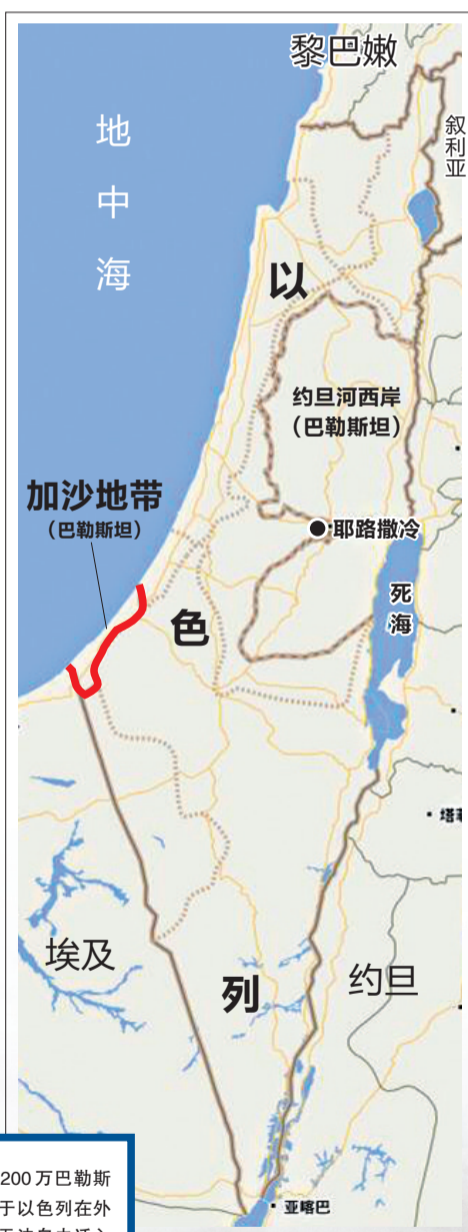 黎巴嫩
叙利亚
地中海
以
约旦河西岸
（巴勒斯坦）
加沙地带
（巴勒斯坦）
耶路撒冷
死海
色
埃及
列
约旦
200万巴勒斯
于以色列在外
亚喀巴